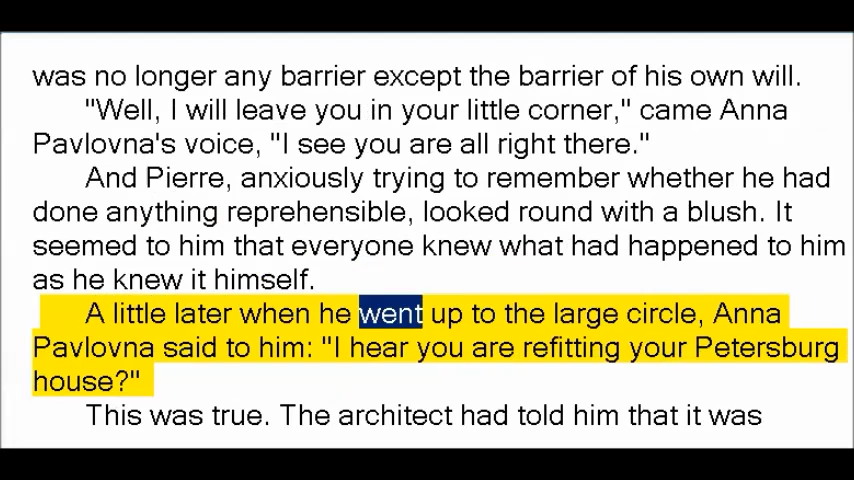 was no longer any barrier except the barrier of his own will.
"Well, I will leave you in your little corner," came Anna
Pavlovna's voice, "I see you are all right there."
And Pierre, anxiously trying to remember whether he had
done anything reprehensible, looked round with a blush. It
seemed to him that everyone knew what had happened to him
as he knew it himself.
A little later when he went up to the large circle, Anna
Pavlovna said to him: "I hear you are refitting your Petersburg
house?"
This was true. The architect had told him that it was